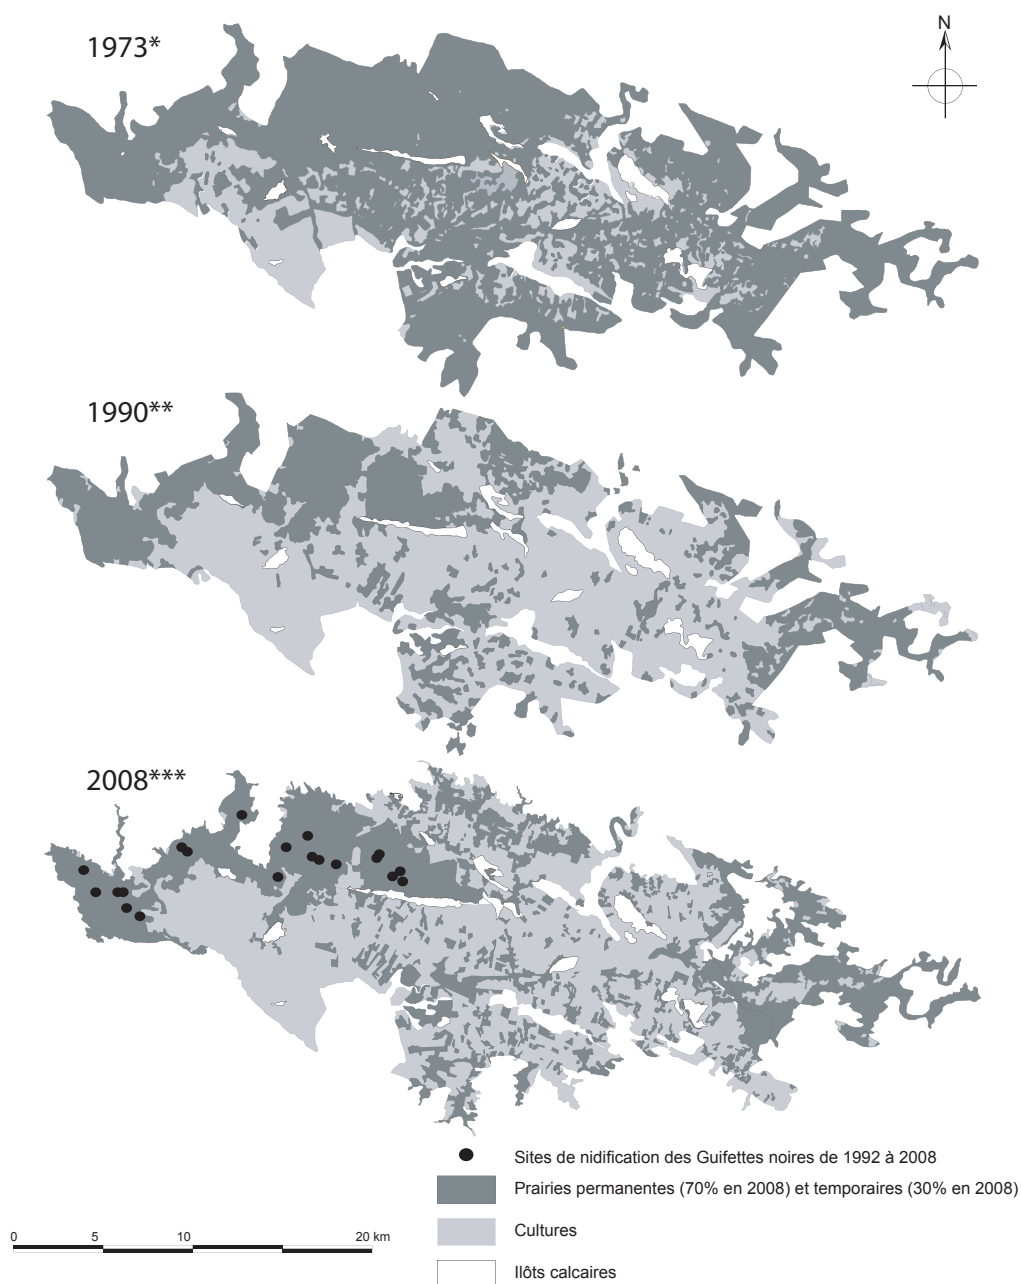 1973*
N
1990**
2008***
Sites de nidification des Guifettes noires de 1992 à 2008
Prairies permanentes (70% en 2008) et temporaires (30% en 2008)
Cultures
0 5 10 20 km
Ilôts calcaires